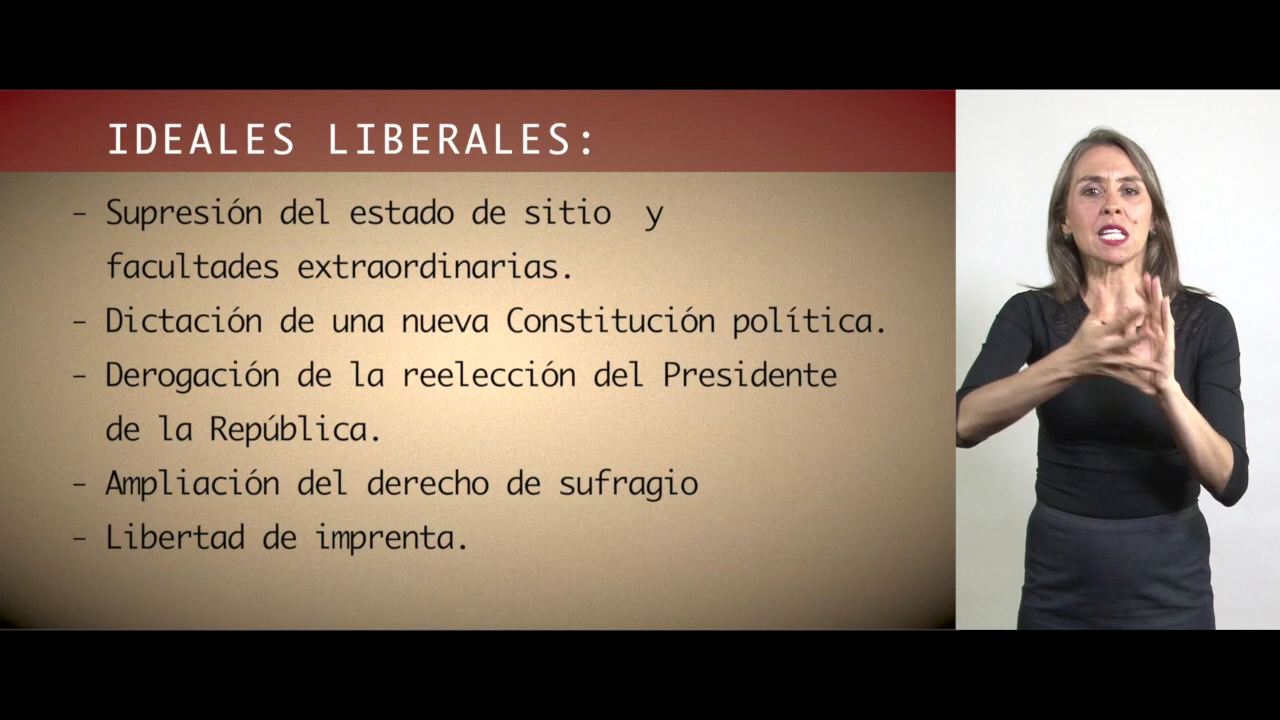 IDEALES LIBERALES:
- Supresión del estado de sitio y
facultades extraordinarias.
- Dictación de una nueva Constitución política.
- Derogación de la reelección del Presidente
de la República.
- Ampliación del derecho de sufragio
- Libertad de imprenta.